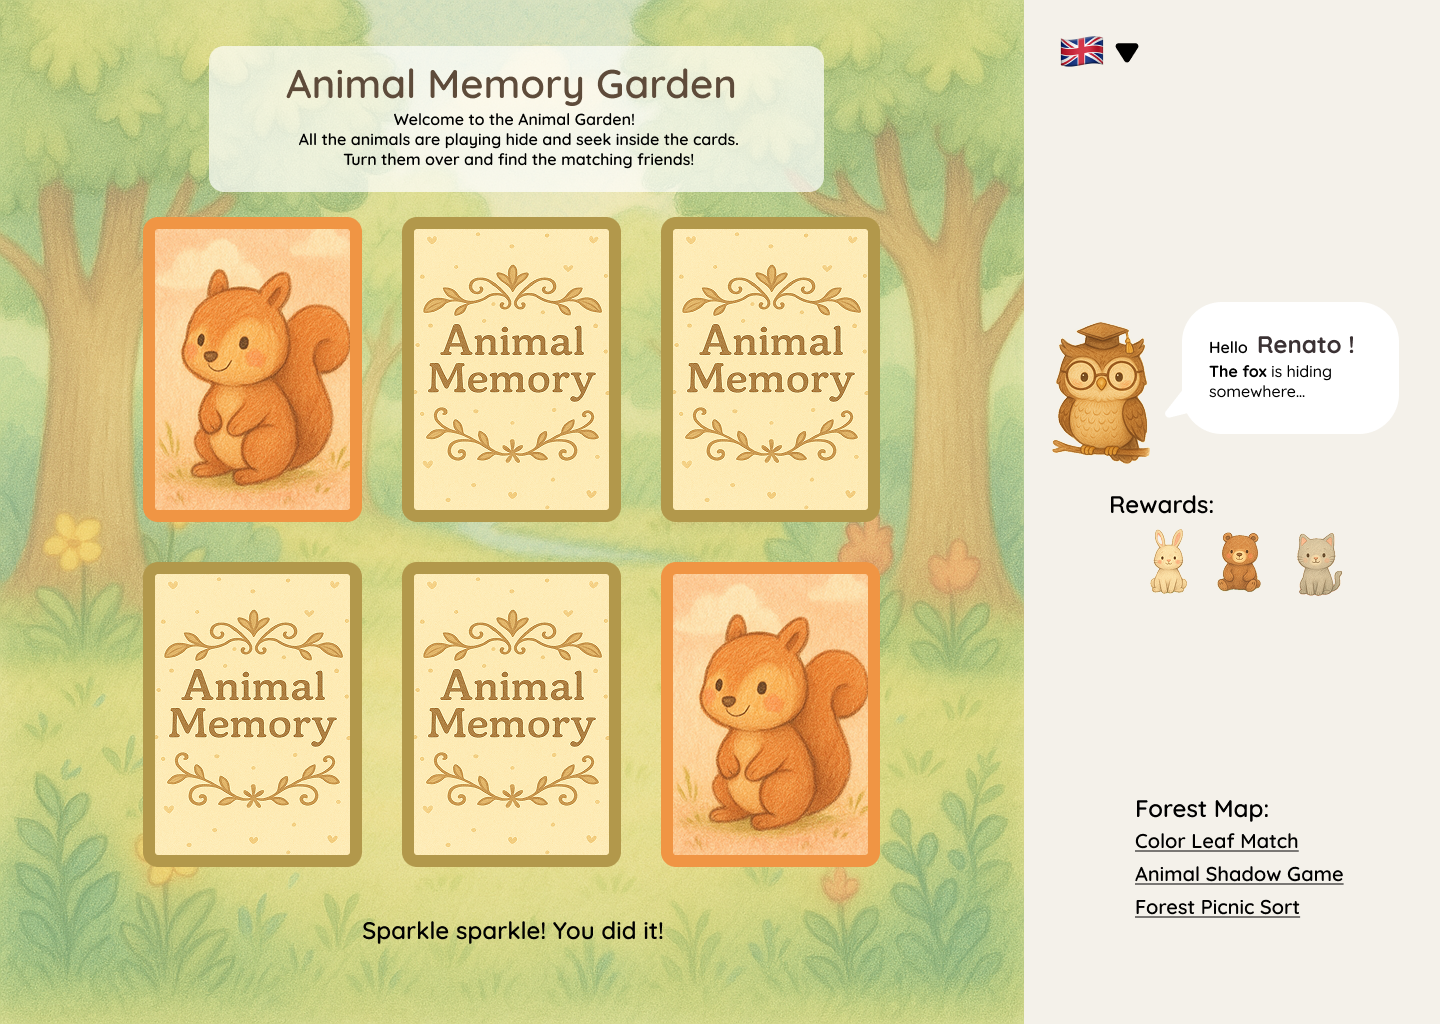 Animal Memory Garden
Welcome to the Animal Garden!
All the animals are playing hide and seek inside the cards.
Turn them over and find the matching friends!
Animal
Memory
Animal
Memory
Animal
Memory
Animal
Memory
Sparkle sparkle! You did it!
Hello Renato !
The fox is hiding
somewhere...
Rewards:
Forest Map:
Color Leaf Match
Animal Shadow Game
Forest Picnic Sort